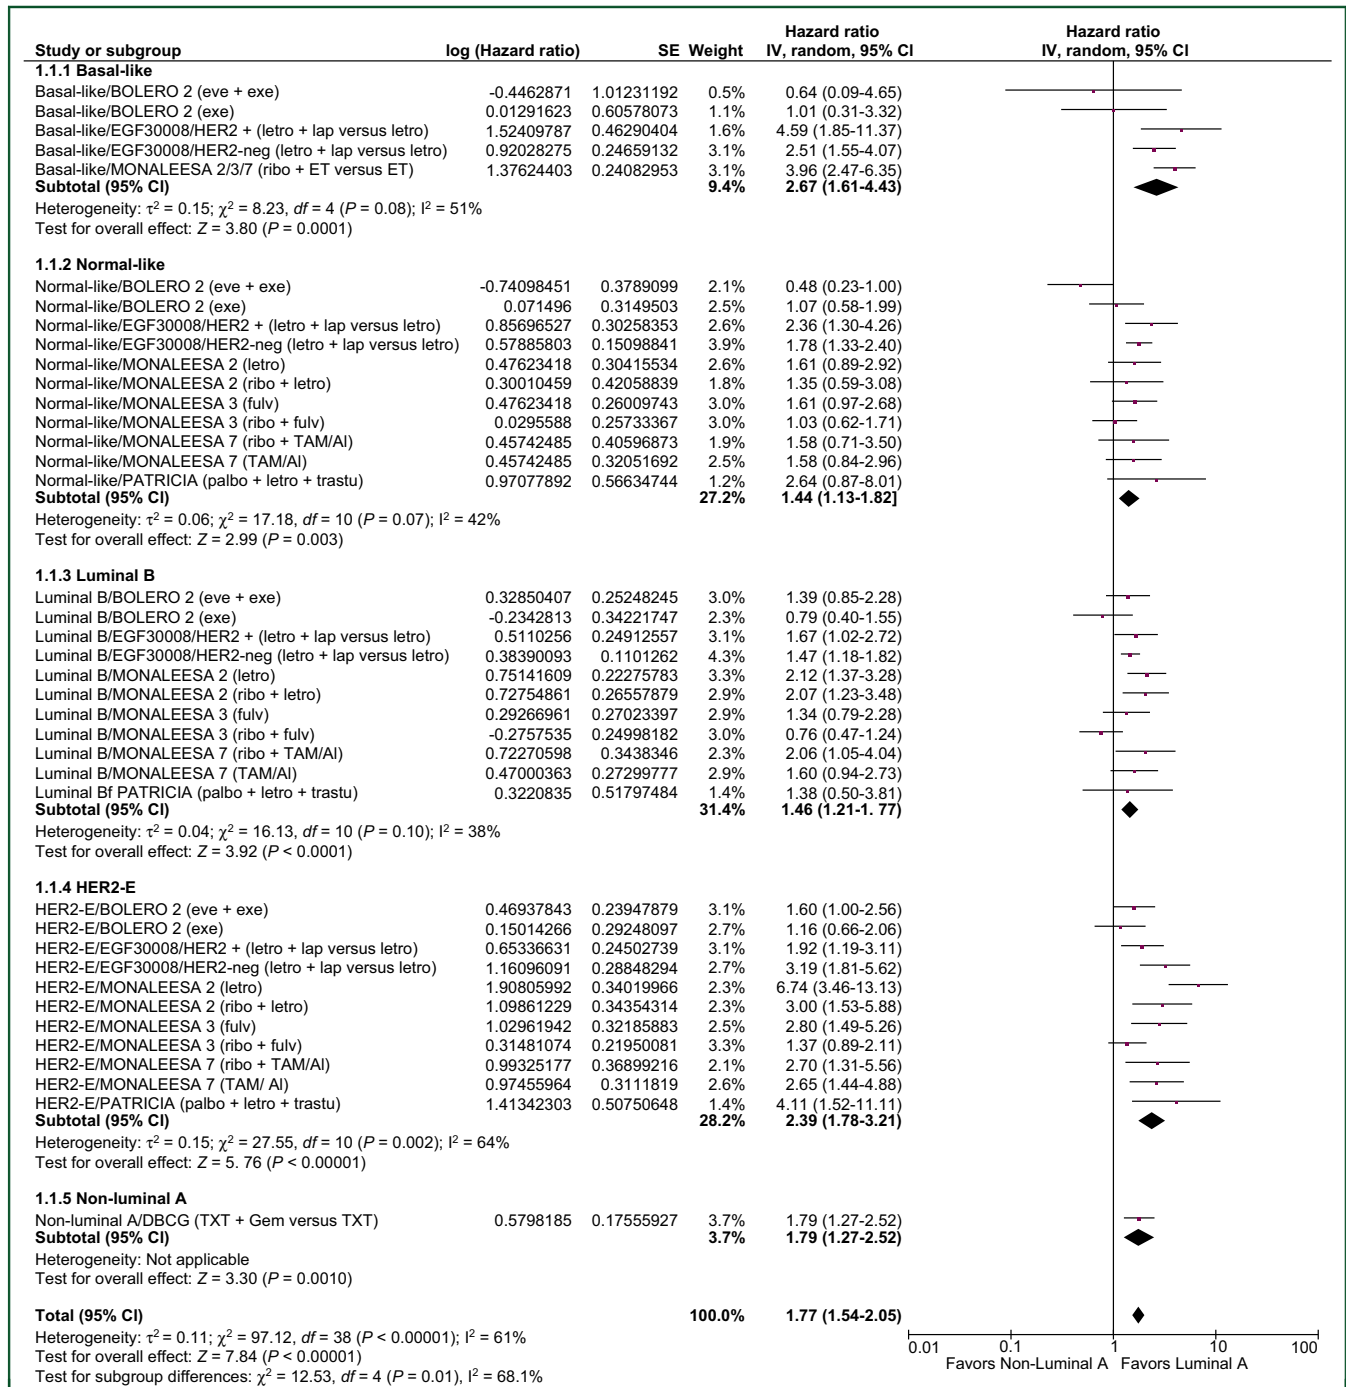 Hazard ratio Hazard ratio
Study or subgroup log (Hazard ratio) SE Weight IV, random, 95% CI IV, random, 95% CI
1.1.1 Basal-like
Basal-like/BOLERO 2 (eve + exe) -0.4462871 1.01231192 0.5% 0.64 (0.09-4.65)
Basal-like/BOLERO 2 (exe) 0.01291623 0.60578073 1.1% 1.01 (0.31-3.32)
Basal-like/EGF30008/HER2 + (letro + lap versus letro) 1.52409787 0.46290404 1.6% 4.59 (1.85-11.37)
Basal-like/EGF30008/HER2-neg (letro + lap versus letro) 0.92028275 0.24659132 3.1% 2.51 (1.55-4.07)
Basal-like/MONALEESA 2/3/7 (ribo + ET versus ET) 1.37624403 0.24082953 3.1% 3.96 (2.47-6.35)
Subtotal (95% CI) 9.4% 2.67 (1.61-4.43)
Heterogeneity: τ² = 0.15; χ² = 8.23, df = 4 (P = 0.08); I² = 51%
Test for overall effect: Z = 3.80 (P = 0.0001)
1.1.2 Normal-like
Normal-like/BOLERO 2 (eve + exe) -0.74098451 0.3789099 2.1% 0.48 (0.23-1.00)
Normal-like/BOLERO 2 (exe) 0.071496 0.3149503 2.5% 1.07 (0.58-1.99)
Normal-like/EGF30008/HER2 + (letro + lap versus letro) 0.85696527 0.30258353 2.6% 2.36 (1.30-4.26)
Normal-like/EGF30008/HER2-neg (letro + lap versus letro) 0.57885803 0.15098841 3.9% 1.78 (1.33-2.40)
Normal-like/MONALEESA 2 (letro) 0.47623418 0.30415534 2.6% 1.61 (0.89-2.92)
Normal-like/MONALEESA 2 (ribo + letro) 0.30010459 0.42058839 1.8% 1.35 (0.59-3.08)
Normal-like/MONALEESA 3 (fulv) 0.47623418 0.26009743 3.0% 1.61 (0.97-2.68)
Normal-like/MONALEESA 3 (ribo + fulv) 0.0295588 0.25733367 3.0% 1.03 (0.62-1.71)
Normal-like/MONALEESA 7 (ribo + TAM/Al) 0.45742485 0.40596873 1.9% 1.58 (0.71-3.50)
Normal-like/MONALEESA 7 (TAM/Al) 0.45742485 0.32051692 2.5% 1.58 (0.84-2.96)
Normal-like/PATRICIA (palbo + letro + trastu) 0.97077892 0.56634744 1.2% 2.64 (0.87-8.01)
Subtotal (95% CI) 27.2% 1.44 (1.13-1.82]
Heterogeneity: τ² = 0.06; χ² = 17.18, df = 10 (P = 0.07); I² = 42%
Test for overall effect: Z = 2.99 (P = 0.003)
1.1.3 Luminal B
Luminal B/BOLERO 2 (eve + exe) 0.32850407 0.25248245 3.0% 1.39 (0.85-2.28)
Luminal B/BOLERO 2 (exe) -0.2342813 0.34221747 2.3% 0.79 (0.40-1.55)
Luminal B/EGF30008/HER2 + (letro + lap versus letro) 0.5110256 0.24912557 3.1% 1.67 (1.02-2.72)
Luminal B/EGF30008/HER2-neg (letro + lap versus letro) 0.38390093 0.1101262 4.3% 1.47 (1.18-1.82)
Luminal B/MONALEESA 2 (letro) 0.75141609 0.22275783 3.3% 2.12 (1.37-3.28)
Luminal B/MONALEESA 2 (ribo + letro) 0.72754861 0.26557879 2.9% 2.07 (1.23-3.48)
Luminal B/MONALEESA 3 (fulv) 0.29266961 0.27023397 2.9% 1.34 (0.79-2.28)
Luminal B/MONALEESA 3 (ribo + fulv) -0.2757535 0.24998182 3.0% 0.76 (0.47-1.24)
Luminal B/MONALEESA 7 (ribo + TAM/Al) 0.72270598 0.3438346 2.3% 2.06 (1.05-4.04)
Luminal B/MONALEESA 7 (TAM/Al) 0.47000363 0.27299777 2.9% 1.60 (0.94-2.73)
Luminal Bf PATRICIA (palbo + letro + trastu) 0.3220835 0.51797484 1.4% 1.38 (0.50-3.81)
Subtotal (95% CI) 31.4% 1.46 (1.21-1. 77)
Heterogeneity: τ² = 0.04; χ² = 16.13, df = 10 (P = 0.10); I² = 38%
Test for overall effect: Z = 3.92 (P < 0.0001)
1.1.4 HER2-E
HER2-E/BOLERO 2 (eve + exe) 0.46937843 0.23947879 3.1% 1.60 (1.00-2.56)
HER2-E/BOLERO 2 (exe) 0.15014266 0.29248097 2.7% 1.16 (0.66-2.06)
HER2-E/EGF30008/HER2 + (letro + lap versus letro) 0.65336631 0.24502739 3.1% 1.92 (1.19-3.11)
HER2-E/EGF30008/HER2-neg (letro + lap versus letro) 1.16096091 0.28848294 2.7% 3.19 (1.81-5.62)
HER2-E/MONALEESA 2 (letro) 1.90805992 0.34019966 2.3% 6.74 (3.46-13.13)
HER2-E/MONALEESA 2 (ribo + letro) 1.09861229 0.34354314 2.3% 3.00 (1.53-5.88)
HER2-E/MONALEESA 3 (fulv) 1.02961942 0.32185883 2.5% 2.80 (1.49-5.26)
HER2-E/MONALEESA 3 (ribo + fulv) 0.31481074 0.21950081 3.3% 1.37 (0.89-2.11)
HER2-E/MONALEESA 7 (ribo + TAM/Al) 0.99325177 0.36899216 2.1% 2.70 (1.31-5.56)
HER2-E/MONALEESA 7 (TAM/ Al) 0.97455964 0.3111819 2.6% 2.65 (1.44-4.88)
HER2-E/PATRICIA (palbo + letro + trastu) 1.41342303 0.50750648 1.4% 4.11 (1.52-11.11)
Subtotal (95% CI) 28.2% 2.39 (1.78-3.21)
Heterogeneity: τ² = 0.15; χ² = 27.55, df = 10 (P = 0.002); I² = 64%
Test for overall effect: Z = 5. 76 (P < 0.00001)
1.1.5 Non-luminal A
Non-luminal A/DBCG (TXT + Gem versus TXT) 0.5798185 0.17555927 3.7% 1.79 (1.27-2.52)
Subtotal (95% CI) 3.7% 1.79 (1.27-2.52)
Heterogeneity: Not applicable
Test for overall effect: Z = 3.30 (P = 0.0010)
Total (95% CI) 100.0% 1.77 (1.54-2.05)
Heterogeneity: τ² = 0.11; χ² = 97.12, df = 38 (P < 0.00001); I² = 61%
Test for overall effect: Z = 7.84 (P < 0.00001)
Test for subgroup differences: χ² = 12.53, df = 4 (P = 0.01), I² = 68.1%
0.01 0.1 1 10 100
Favors Non-Luminal A Favors Luminal A